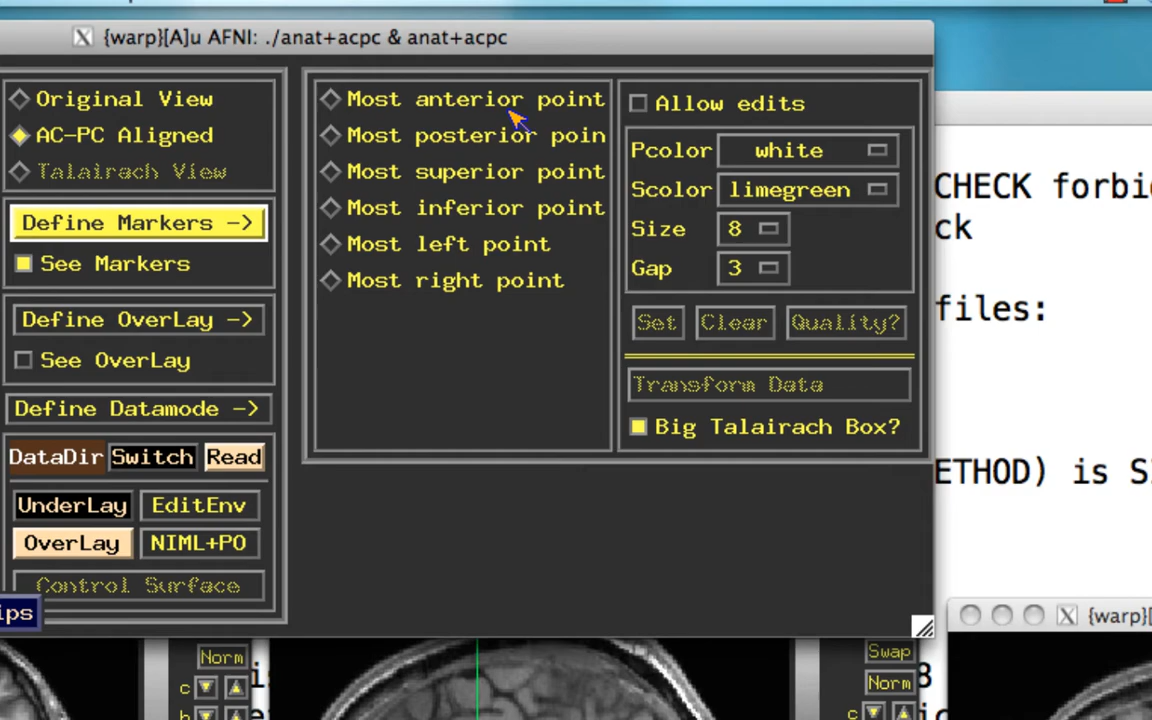 {warp}[A]u AFNI: ./anat+acpc & anat+acpc
Original View
AC-PC Aligned
Talairach View
Define Markers ->
See Markers
Define OverLay ->
See OverLay
Define Datamode ->
DataDir Switch Read
UnderLay EditEnv
OverLay NIML+PO
Control Surface
ips
Most anterior point
Most posterior poin
Most superior point
Most inferior point
Most left point
Most right point
Allow edits
Pcolor white
Scolor limegreen
Size 8
Gap 3
Set Clear Quality?
Transform Data
Big Talairach Box?
CHECK forbi
ck
files:
ETHOD) is S
{warp}
Norm
c
Swap
Norm
c
8